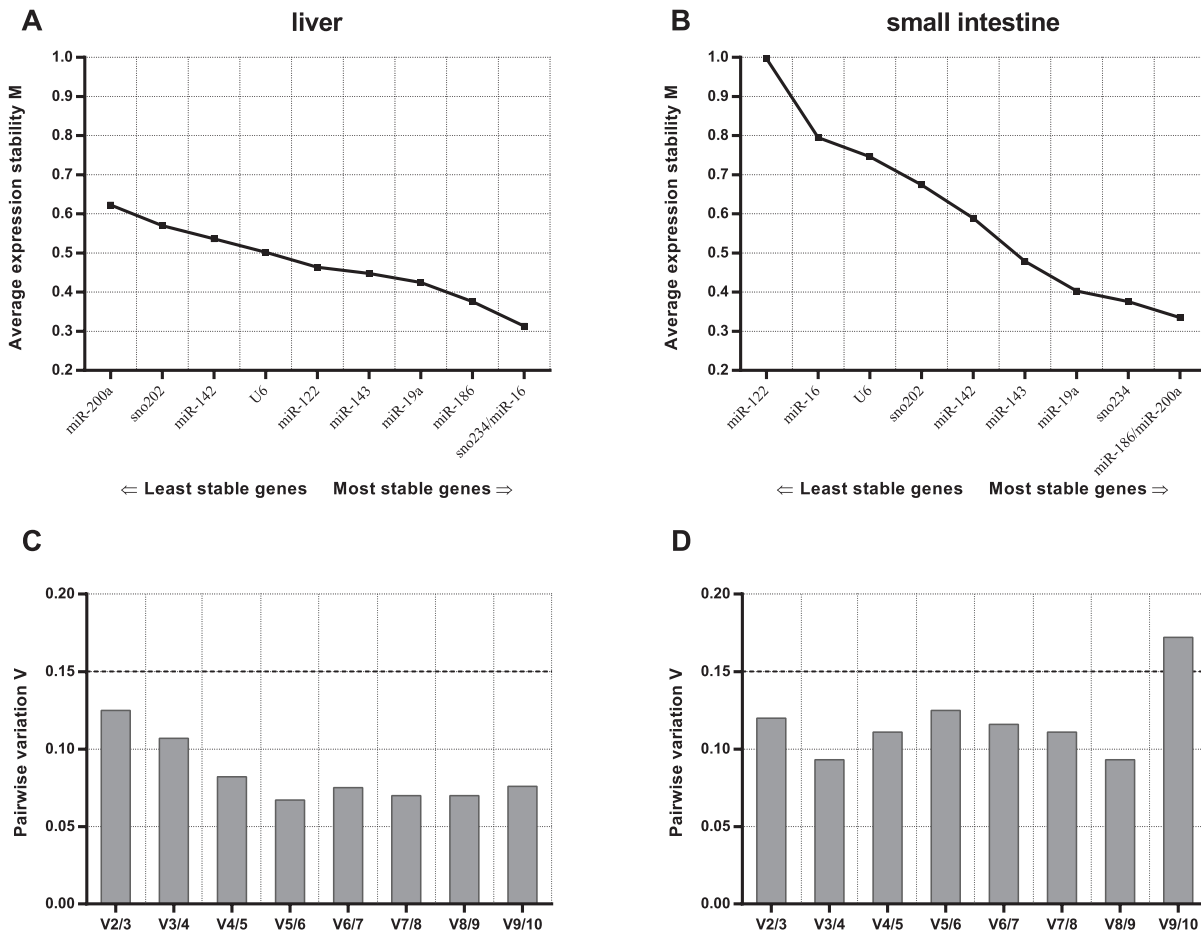 A
liver
Average expression stability M
1.0
0.9
0.8
0.7
0.6
0.5
0.4
0.3
0.2
miR-200a
sno202
miR-142
U6
miR-122
miR-143
miR-19a
miR-186
sno234/miR-16
⇐ Least stable genes Most stable genes ⇒
B
small intestine
Average expression stability M
1.0
0.9
0.8
0.7
0.6
0.5
0.4
0.3
0.2
miR-122
miR-16
U6
sno202
miR-142
miR-143
miR-19a
sno234
miR-186/miR-200a
⇐ Least stable genes Most stable genes ⇒
C
Pairwise variation V
0.20
0.15
0.10
0.05
0.00
V2/3 V3/4 V4/5 V5/6 V6/7 V7/8 V8/9 V9/10
D
Pairwise variation V
0.20
0.15
0.10
0.05
0.00
V2/3 V3/4 V4/5 V5/6 V6/7 V7/8 V8/9 V9/10